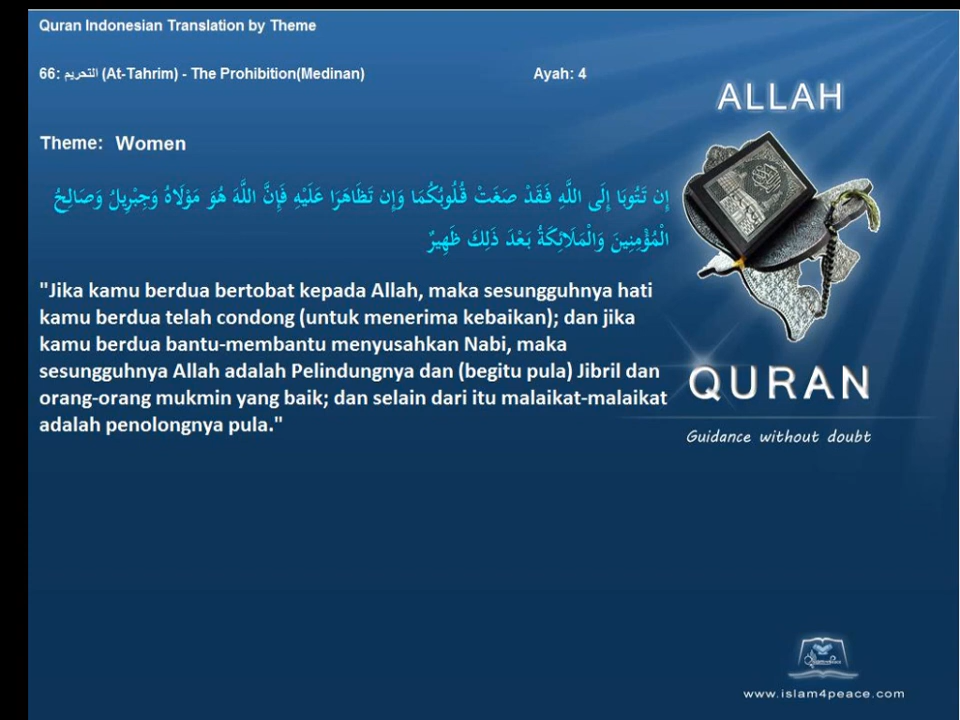 Quran Indonesian Translation by Theme
66: التحريم (At-Tahrim) - The Prohibition(Medinan) Ayah: 4
ALLAH
Theme: Women
إِن تَتُوبَا إِلَى اللَّهِ فَقَدْ صَغَتْ قُلُوبُكُمَا وَإِن تَظَاهَرَا عَلَيْهِ فَإِنَّ اللَّهَ هُوَ مَوْلَاهُ وَجِبْرِيلُ وَصَالِحُ
الْمُؤْمِنِينَ وَالْمَلَائِكَةُ بَعْدَ ذَلِكَ ظَهِيرٌ
"Jika kamu berdua bertobat kepada Allah, maka sesungguhnya hati
kamu berdua telah condong (untuk menerima kebaikan); dan jika
kamu berdua bantu-membantu menyusahkan Nabi, maka
sesungguhnya Allah adalah Pelindungnya dan (begitu pula) Jibril dan
orang-orang mukmin yang baik; dan selain dari itu malaikat-malaikat
adalah penolongnya pula."
QURAN
Guidance without doubt
www.islam4peace.com